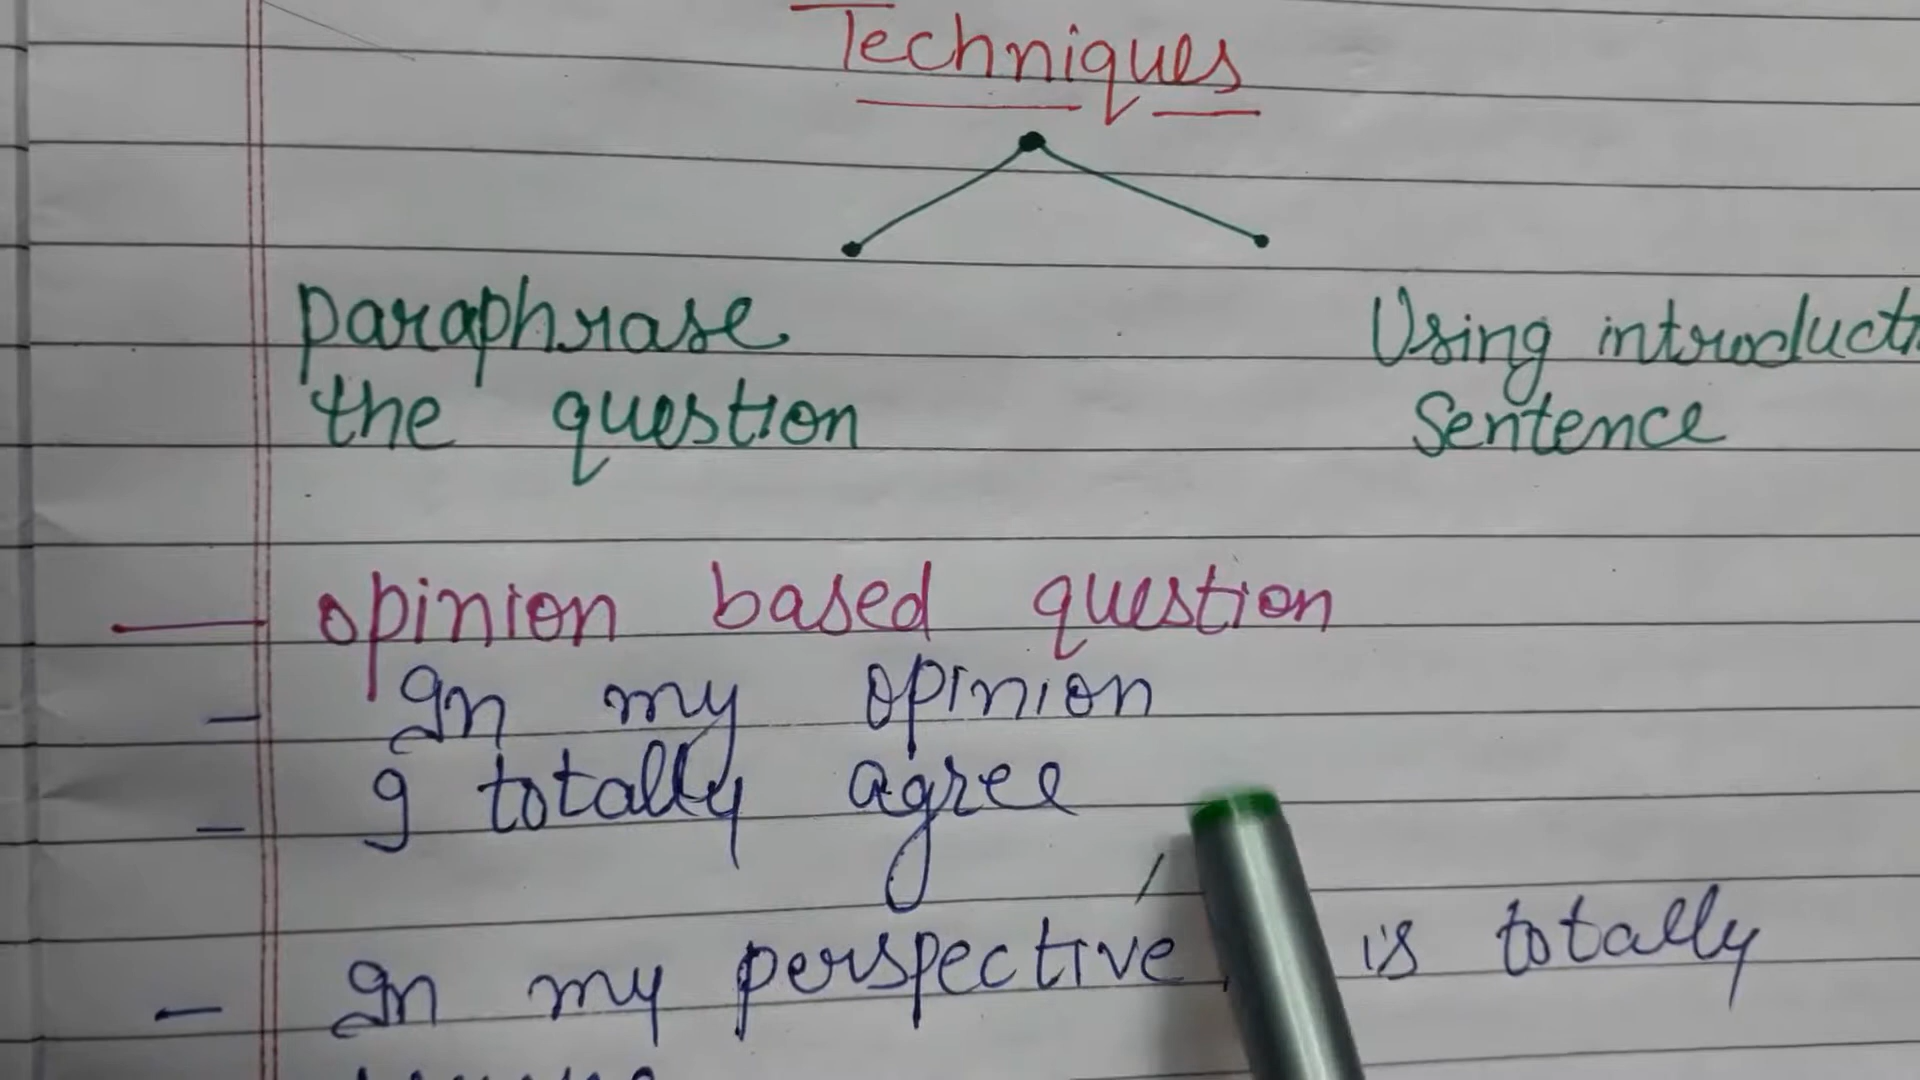 Techniques
paraphrase
the question
Using introducti
Sentence
opinion based question
- In my opinion
- I totally agree
- In my perspective, is totally